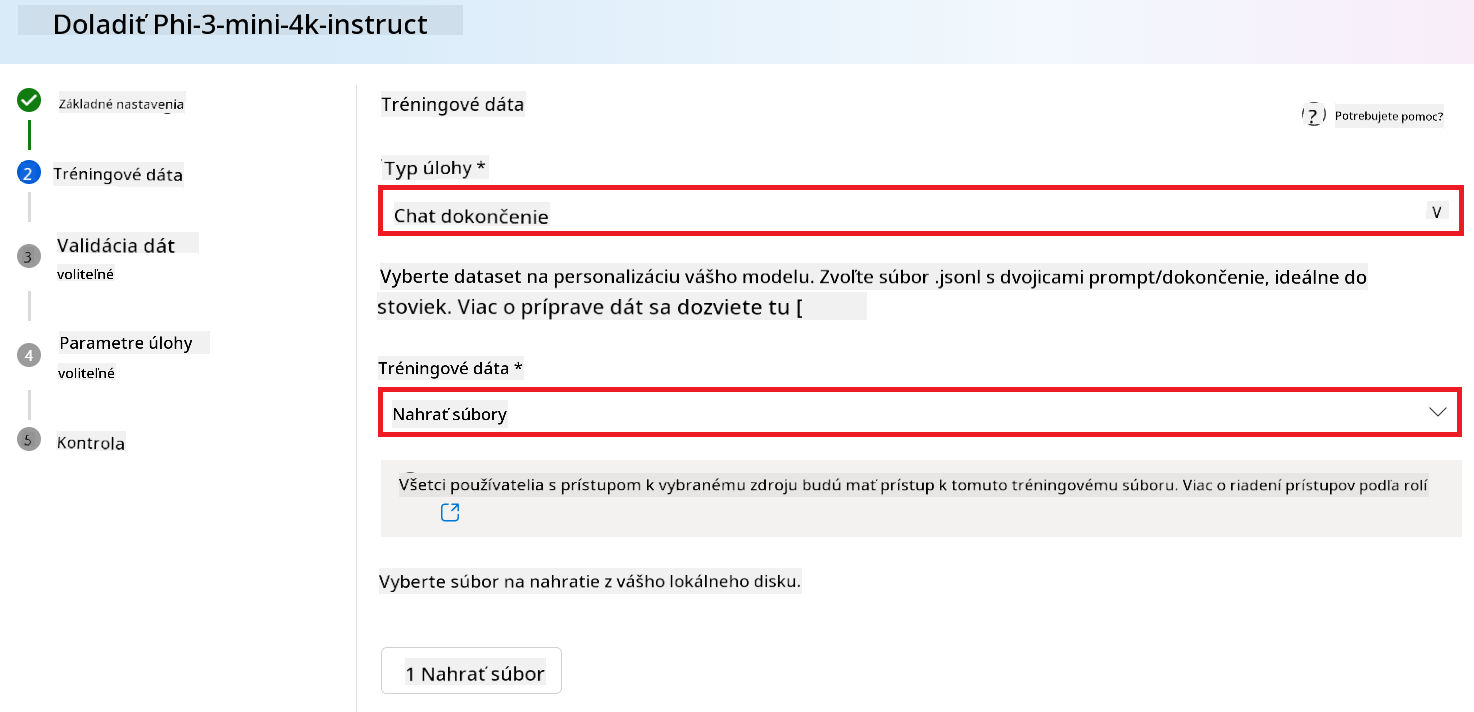 Doladiť Phi-3-mini-4k-instruct
Základné nastavenia
2
Tréningové dáta
3
Validácia dát
voliteľné
4
Parametre úlohy
voliteľné
5
Kontrola
Tréningové dáta
? Potrebujete pomoc?
Typ úlohy *
Chat dokončenie
V
Vyberte dataset na personalizáciu vášho modelu. Zvoľte súbor .jsonl s dvojicami prompt/dokončenie, ideálne do
stoviek. Viac o príprave dát sa dozviete tu [
Tréningové dáta *
Nahrať súbory
Všetci používatelia s prístupom k vybranému zdroju budú mať prístup k tomuto tréningovému súboru. Viac o riadení prístupov podľa rolí
Vyberte súbor na nahratie z vášho lokálneho disku.
1 Nahrať súbor